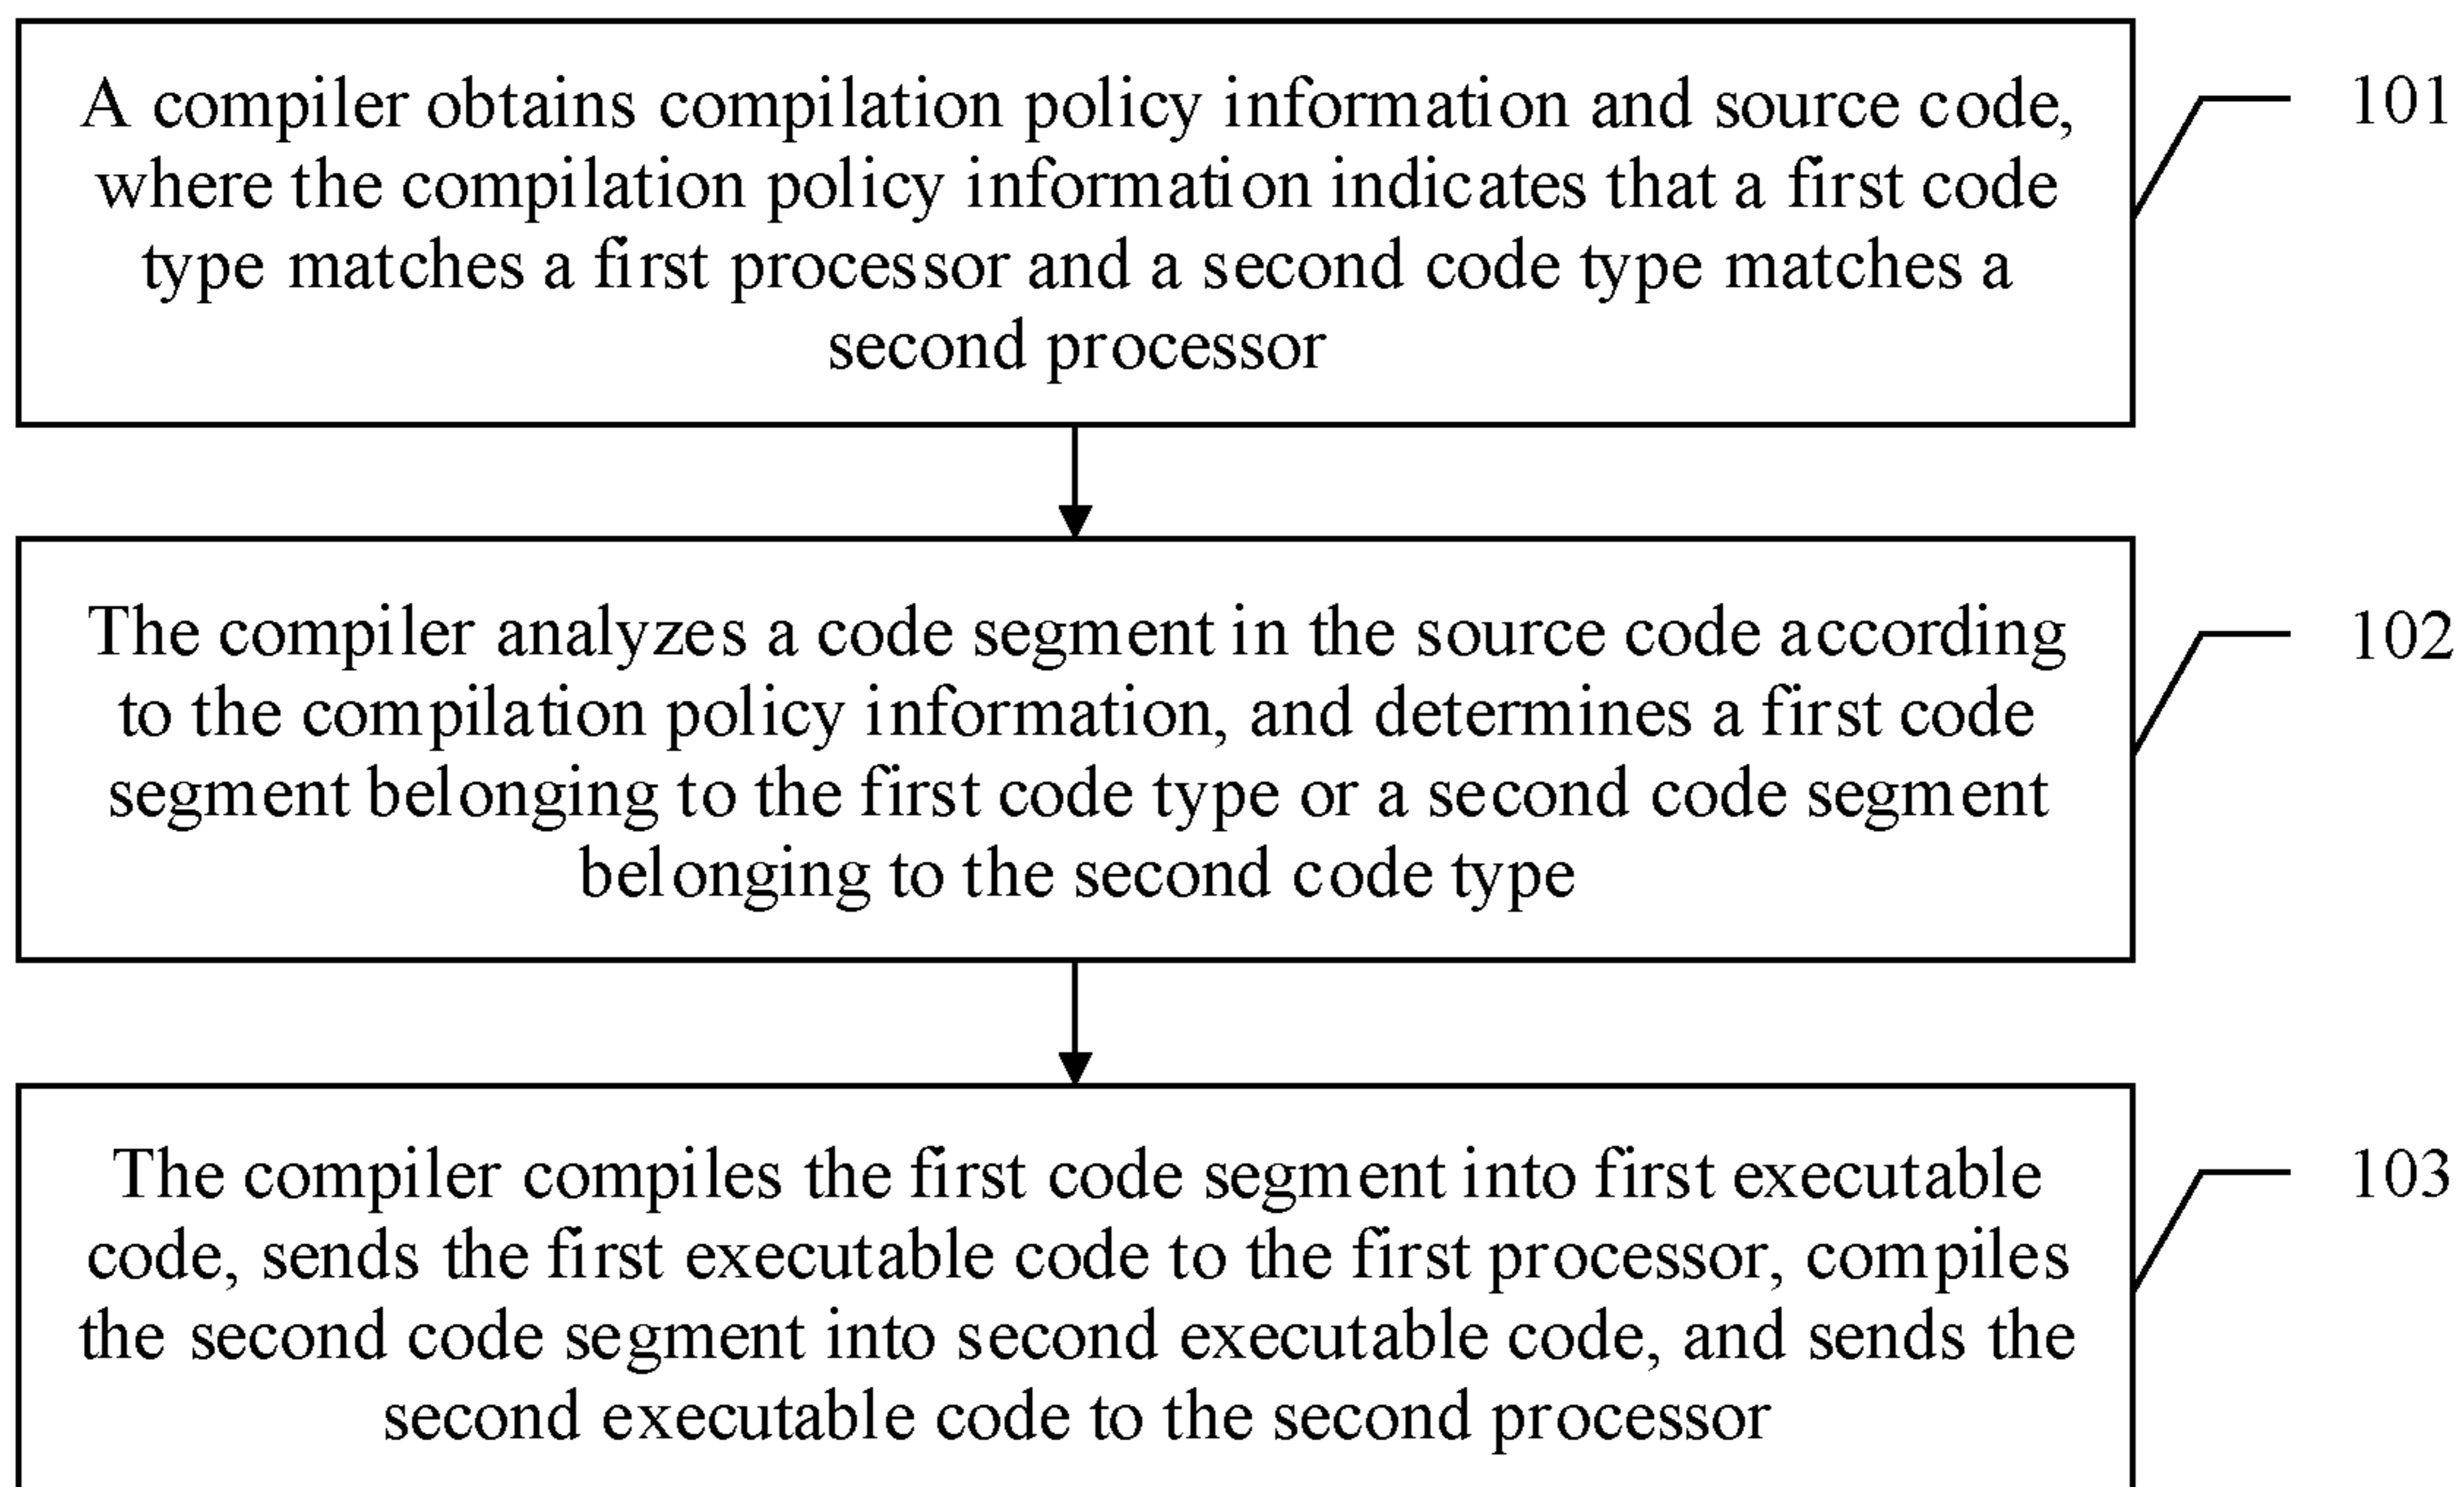 A compiler obtains compilation policy information and source code,
where the compilation policy information indicates that a first code
type matches a first processor and a second code type matches a
second processor
101
The compiler analyzes a code segment in the source code according
to the compilation policy information, and determines a first code
segment belonging to the first code type or a second code segment
belonging to the second code type
102
The compiler compiles the first code segment into first executable
code, sends the first executable code to the first processor, compiles
the second code segment into second executable code, and sends the
second executable code to the second processor
103